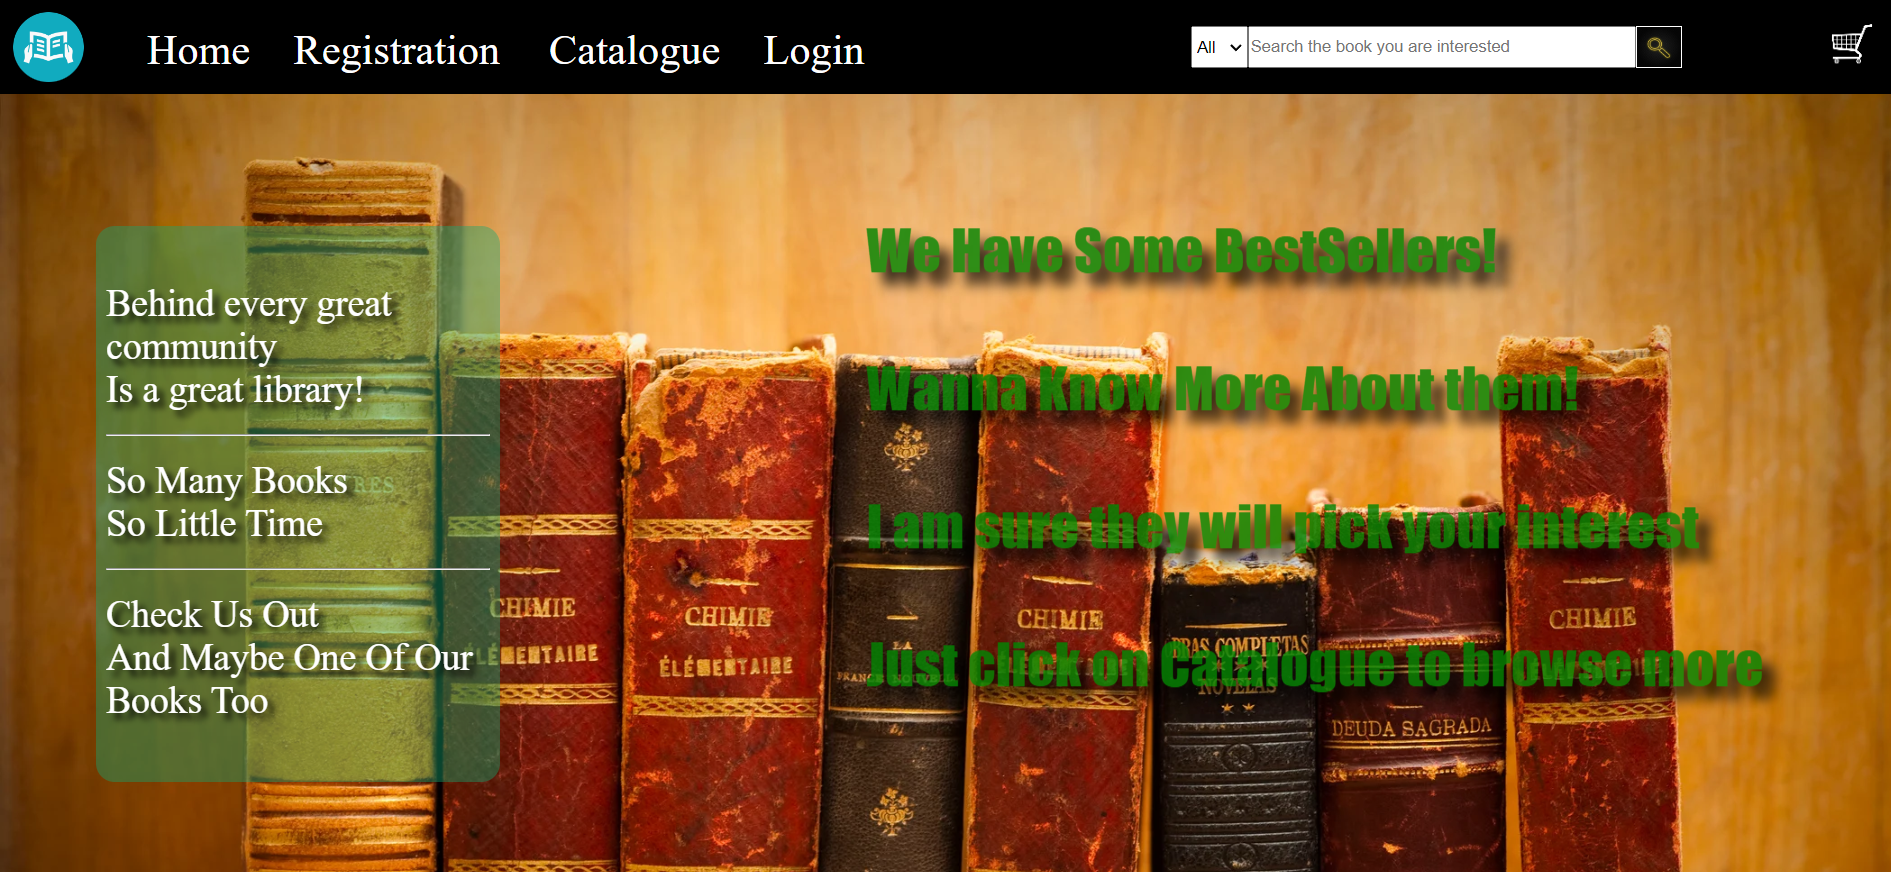 Home Registration Catalogue Login
All Search the book you are interested
We Have Some BestSellers!
Behind every great
community
Is a great library!
Wanna Know More About them!
So Many Books
So Little Time
I am sure they will pick your interest
Check Us Out
And Maybe One Of Our
Books Too
Just click on Catalogue to browse more
CHIMIE
ÉLÉMENTAIRE
CHIMIE
ÉLÉMENTAIRE
LA
FRANCE NOUVELLE
CHIMIE
OBRAS COMPLETAS
NOVELAS
DEUDA SAGRADA
CHIMIE